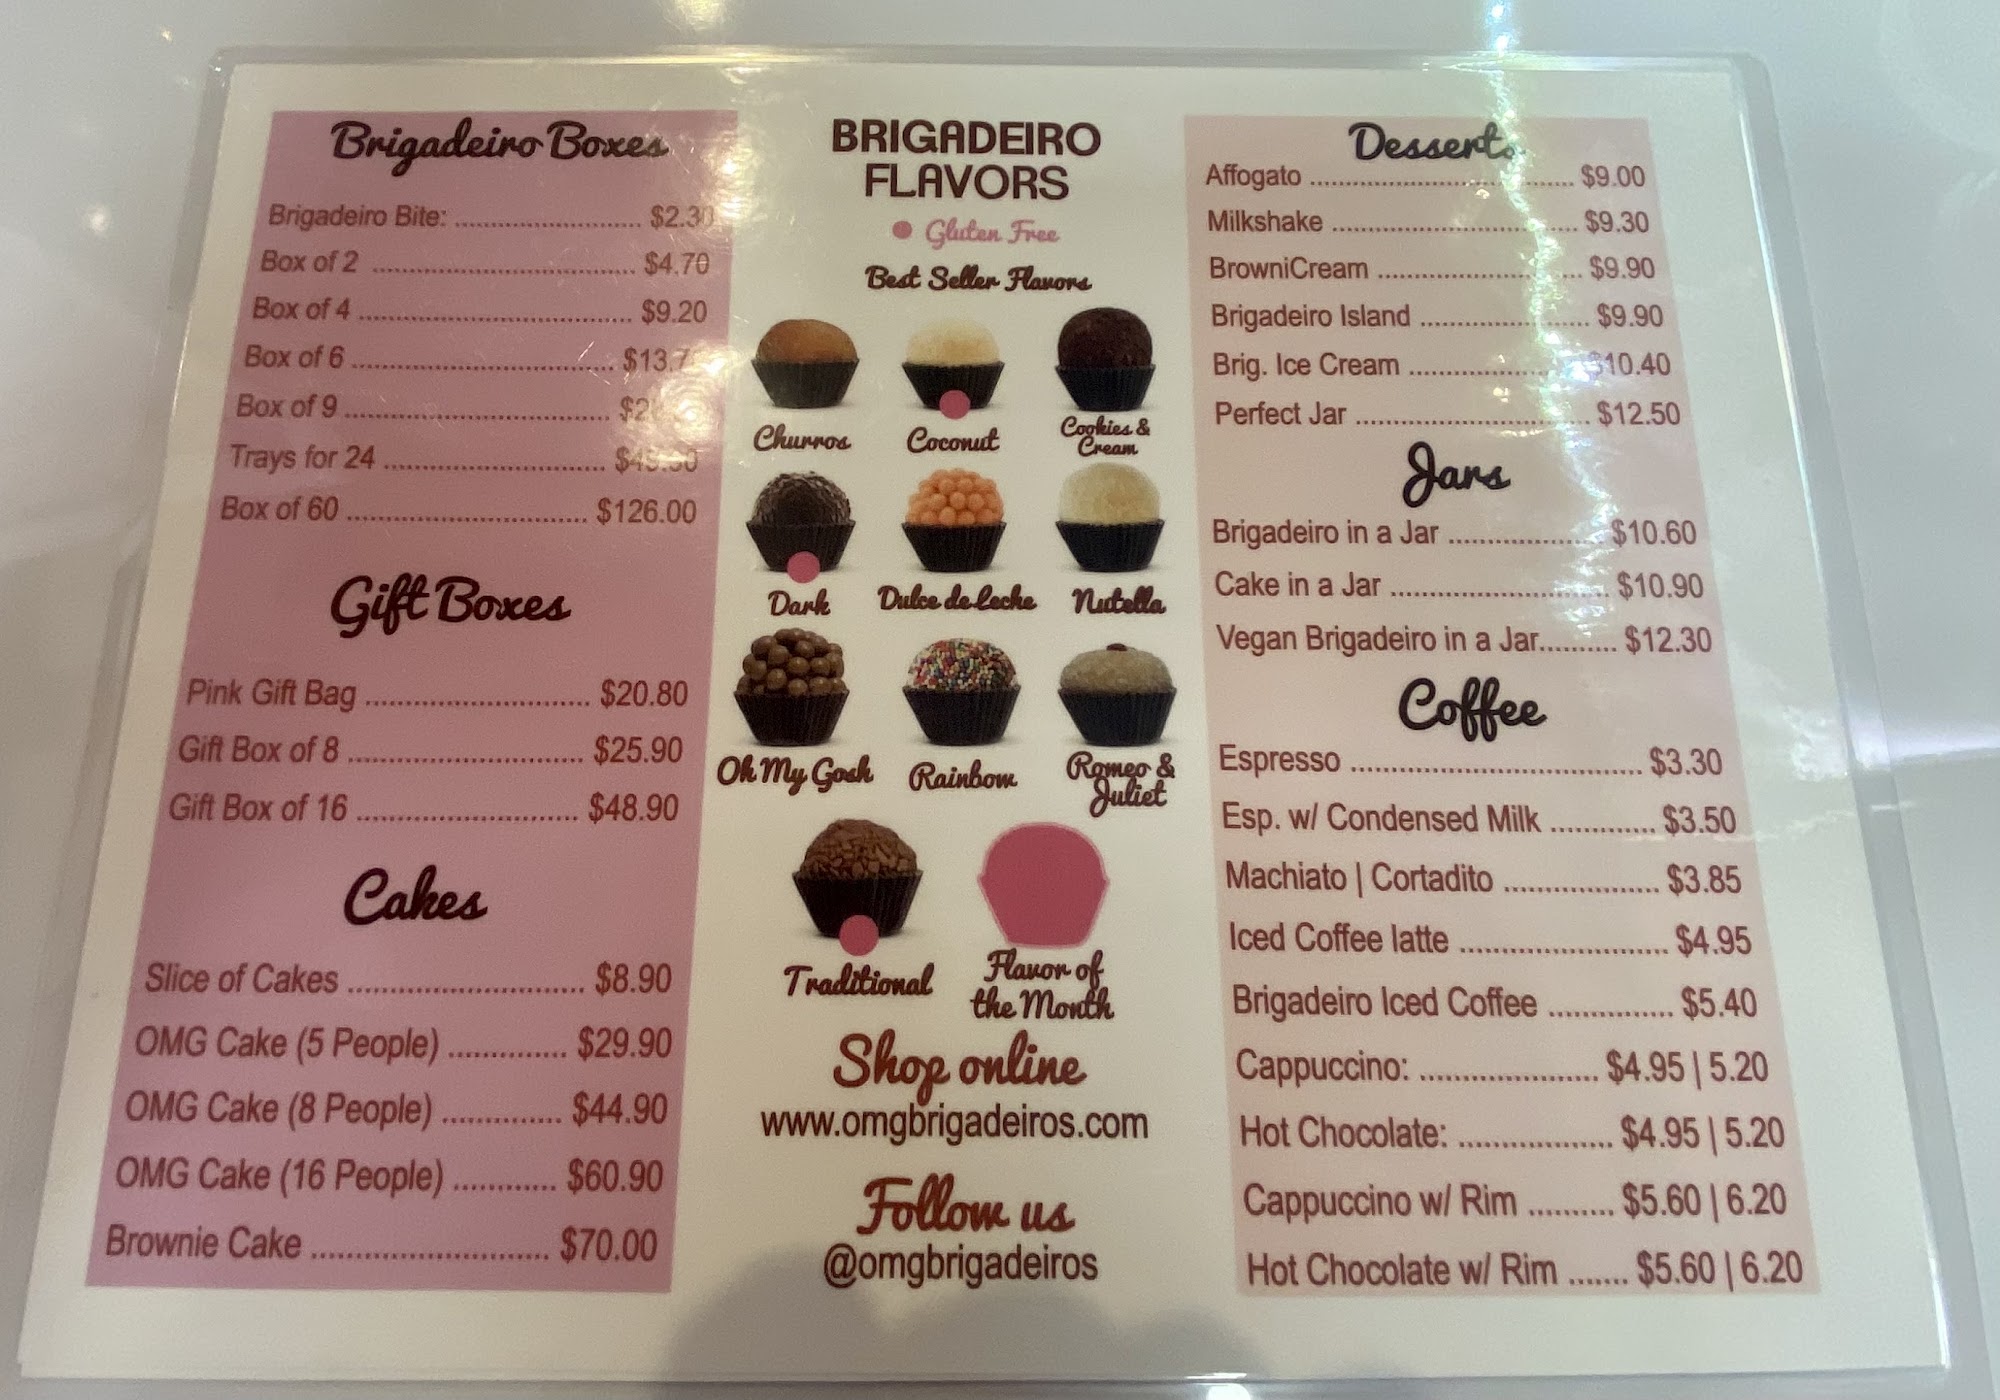 Brigadeiro Boxes
Brigadeiro Bite: ............ $2.30
Box of 2 ............ $4.70
Box of 4 ............ $9.20
Box of 6 ............
Box of 9 ............
Trays for 24 ............
Box of 60 ............ $126.00
Gift Boxes
Pink Gift Bag ............ $20.80
Gift Box of 8 ............ $25.90
Gift Box of 16 ............ $48.90
Cakes
Slice of Cakes ............ $8.90
OMG Cake (5 People) ............ $29.90
OMG Cake (8 People) ............ $44.90
OMG Cake (16 People) ............ $60.90
Brownie Cake ............ $70.00
BRIGADEIRO
FLAVORS
Gluten Free
Best Seller Flavors
Churros
Coconut
Cookies &
Cream
Dark
Dulce de Leche
Nutella
Oh My Gosh
Rainbow
Romeo &
Juliet
Traditional
Flavor of
the Month
Shop online
www.omgbrigadeiros.com
Follow us
@omgbrigadeiros
Desserts
Affogato ............ $9.00
Milkshake ............ $9.30
BrowniCream ............ $9.90
Brigadeiro Island ............ $9.90
Brig. Ice Cream ............ $10.40
Perfect Jar ............ $12.50
Jars
Brigadeiro in a Jar ............ $10.60
Cake in a Jar ............ $10.90
Vegan Brigadeiro in a Jar.......... $12.30
Coffee
Espresso ............ $3.30
Esp. w/ Condensed Milk ............ $3.50
Machiato | Cortadito ............ $3.85
Iced Coffee latte ............ $4.95
Brigadeiro Iced Coffee ............ $5.40
Cappuccino: ............ $4.95 | 5.20
Hot Chocolate: ............ $4.95 | 5.20
Cappuccino w/ Rim .......... $5.60 | 6.20
Hot Chocolate w/ Rim ....... $5.60 | 6.20